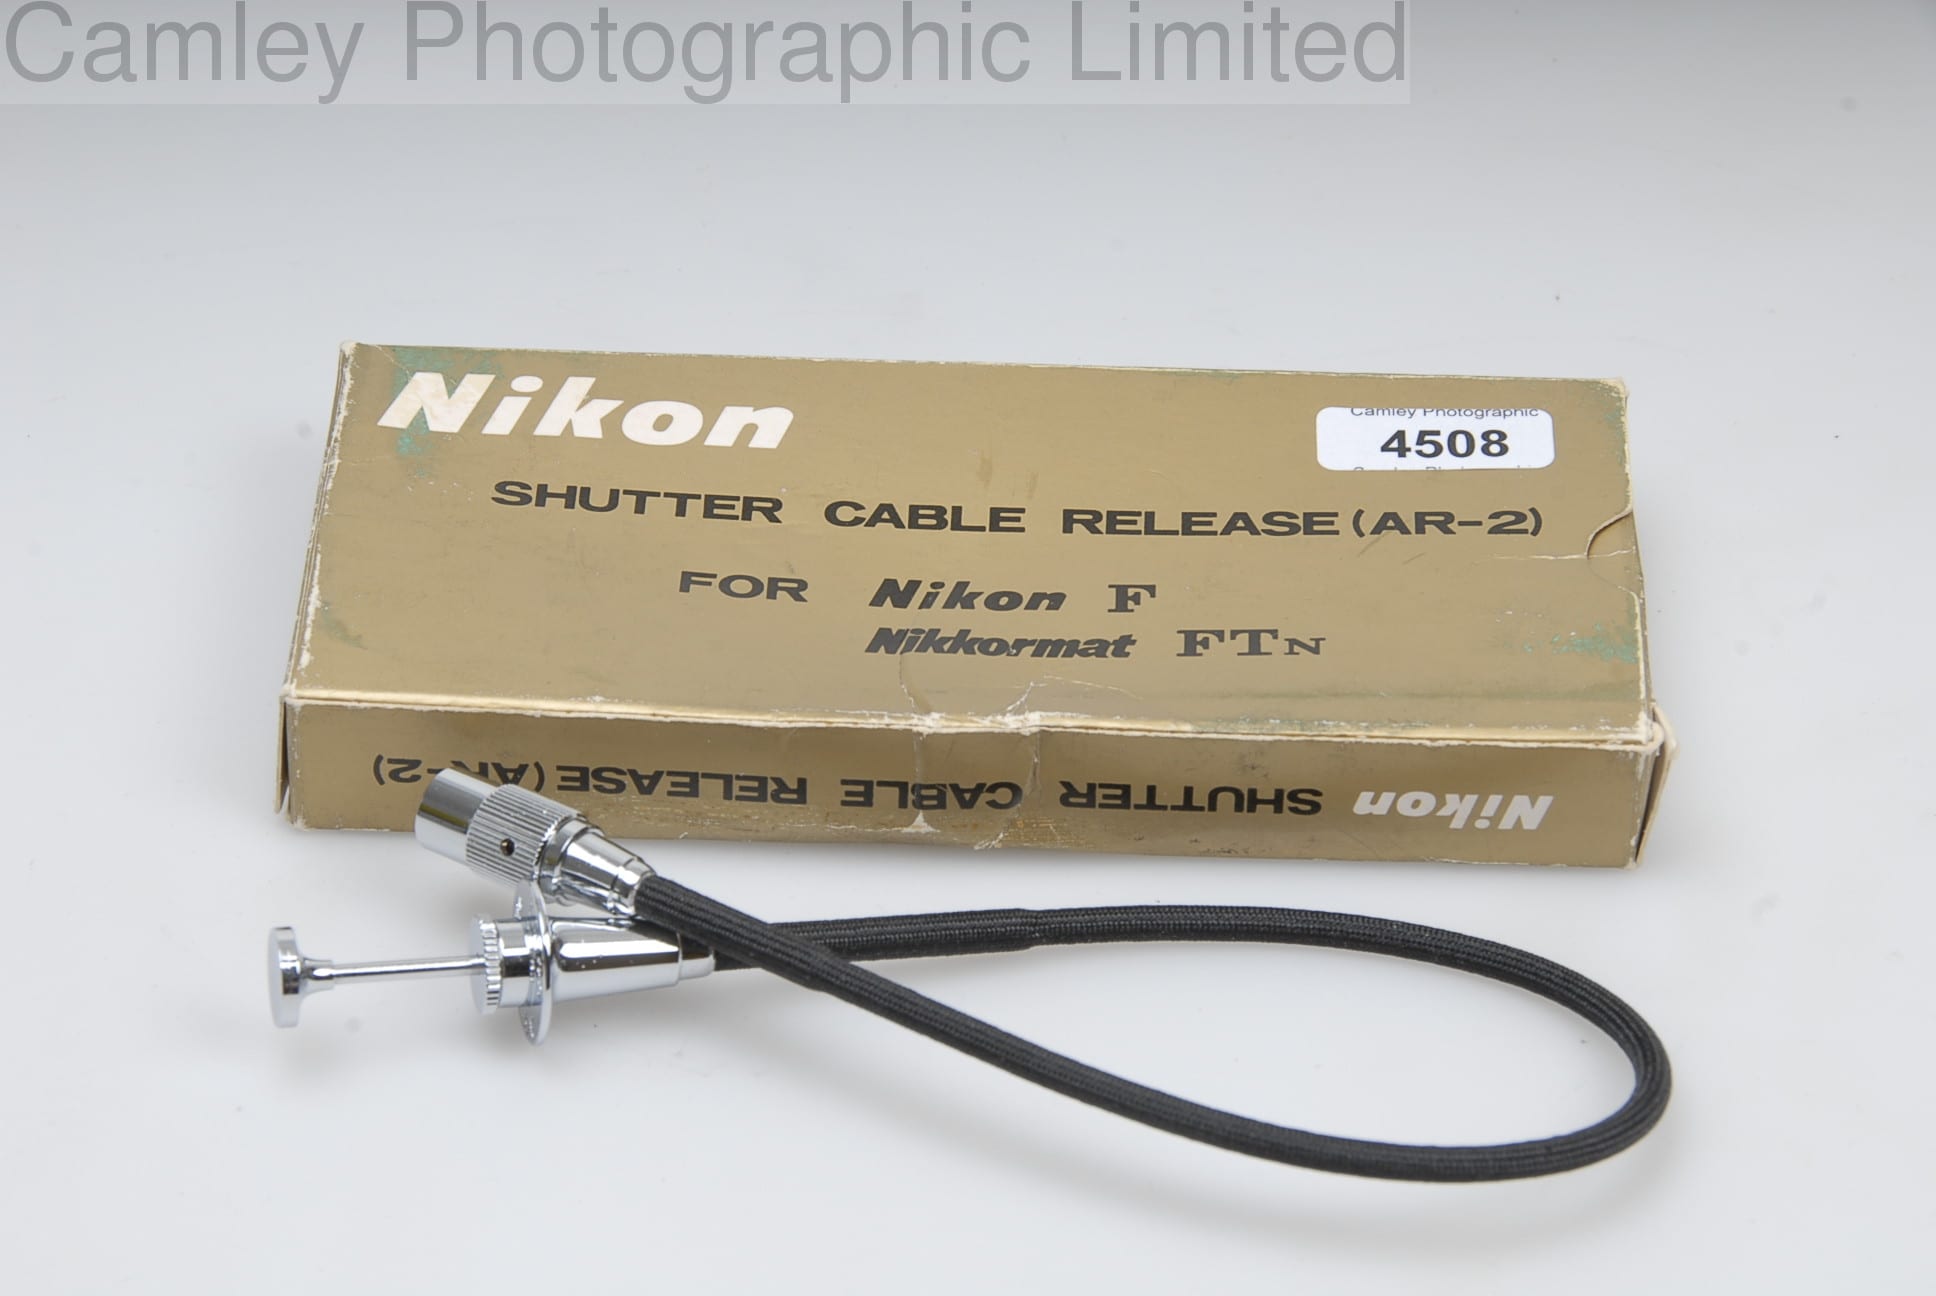 Camley Photographic Limited
Nikon
Camley Photographic
4508
SHUTTER CABLE RELEASE (AR-2)
FOR Nikon F
Nikkormat FTN
Nikon SHUTTER CABLE RELEASE (AR-2)